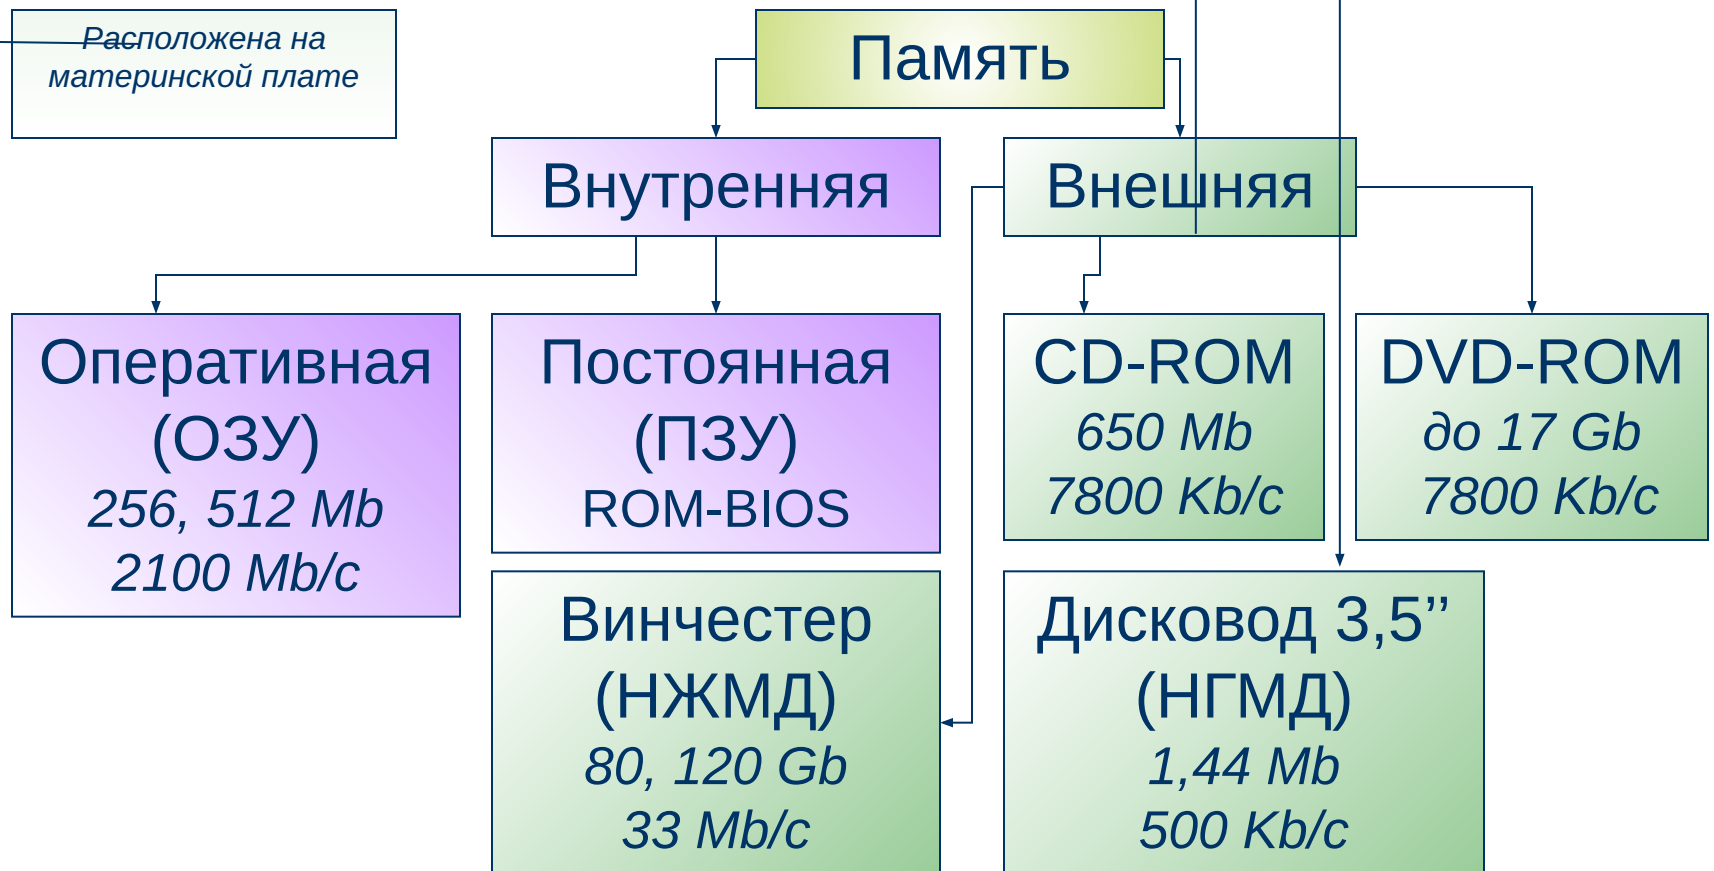 Расположена на
материнской плате
Память
Внутренняя
Внешняя
Оперативная
(ОЗУ)
256, 512 Mb
2100 Mb/c
Постоянная
(ПЗУ)
ROM-BIOS
CD-ROM
650 Mb
7800 Kb/c
DVD-ROM
до 17 Gb
7800 Kb/c
Винчестер
(НЖМД)
80, 120 Gb
33 Mb/c
Дисковод 3,5’’
(НГМД)
1,44 Mb
500 Kb/c